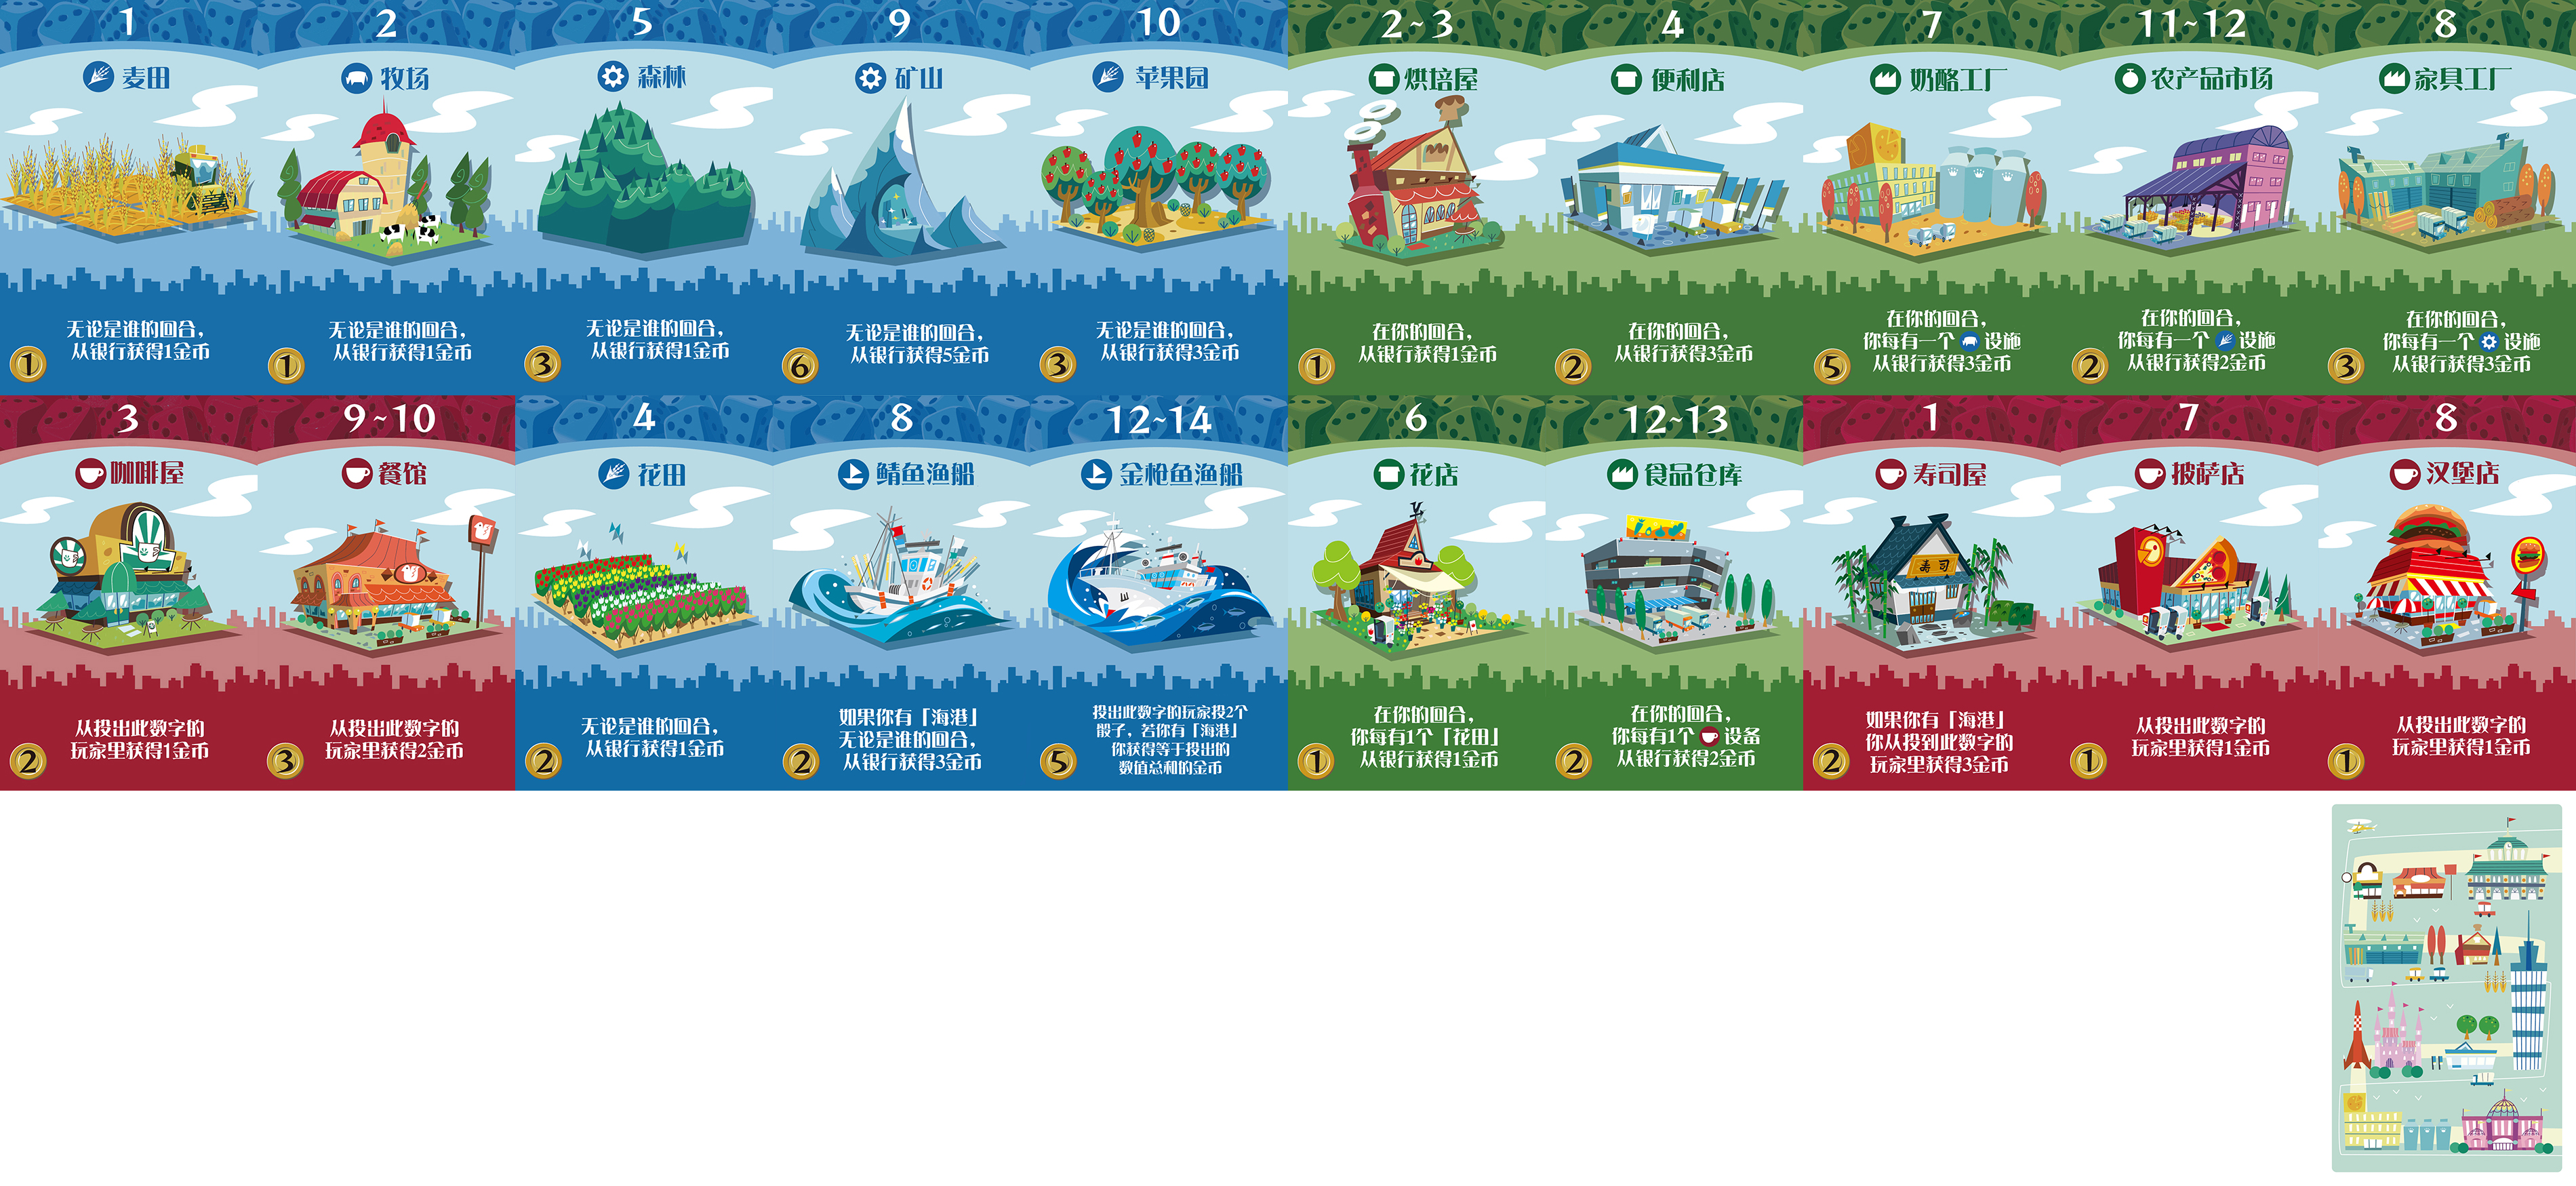 1
麦田
无论是谁的回合，
从银行获得1金币
1
2
牧场
无论是谁的回合，
从银行获得1金币
1
5
森林
无论是谁的回合，
从银行获得1金币
3
9
矿山
无论是谁的回合，
从银行获得5金币
6
10
苹果园
无论是谁的回合，
从银行获得3金币
3
2~3
烘焙屋
在你的回合，
从银行获得1金币
1
4
便利店
在你的回合，
从银行获得3金币
2
7
奶酪工厂
在你的回合，
你每有一个 设施
从银行获得3金币
5
11~12
农产品市场
在你的回合，
你每有一个 设施
从银行获得2金币
2
8
家具工厂
在你的回合，
你每有一个 设施
从银行获得3金币
3
3
咖啡屋
从投出此数字的
玩家里获得1金币
2
9~10
餐馆
从投出此数字的
玩家里获得2金币
3
4
花田
无论是谁的回合，
从银行获得1金币
2
8
鲭鱼渔船
如果你有「海港」
无论是谁的回合，
从银行获得3金币
2
12~14
金枪鱼渔船
投出此数字的玩家投2个
骰子，若你有「海港」
你获得等于投出的
数值总和的金币
5
6
花店
在你的回合，
你每有1个「花田」
从银行获得1金币
1
12~13
食品仓库
在你的回合，
你每有1个 设备
从银行获得2金币
2
1
寿司屋
寿司
如果你有「海港」
你从投到此数字的
玩家里获得3金币
2
7
披萨店
从投出此数字的
玩家里获得1金币
1
8
汉堡店
从投出此数字的
玩家里获得1金币
1